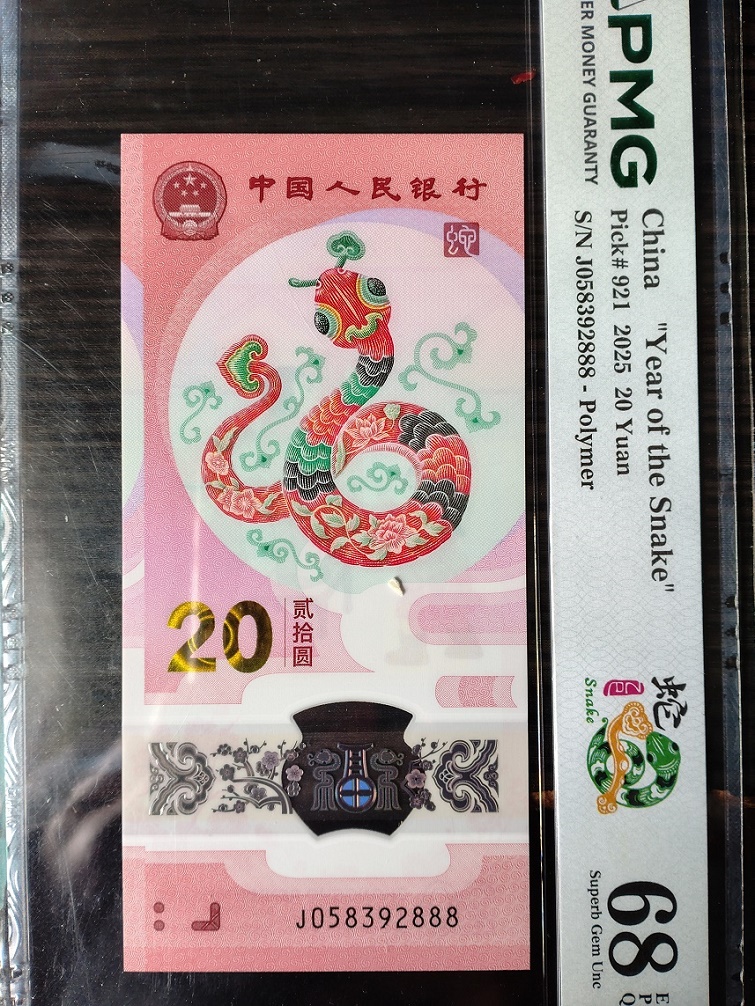 中国人民银行
20
贰
拾
圆
J058392888
PMG
ER MONEY GUARANTY
China "Year of the Snake"
Pick# 921 2025 20 Yuan
S/N J058392888 - Polymer
蛇
Snake
68
Superb Gem Unc
E
P
Q